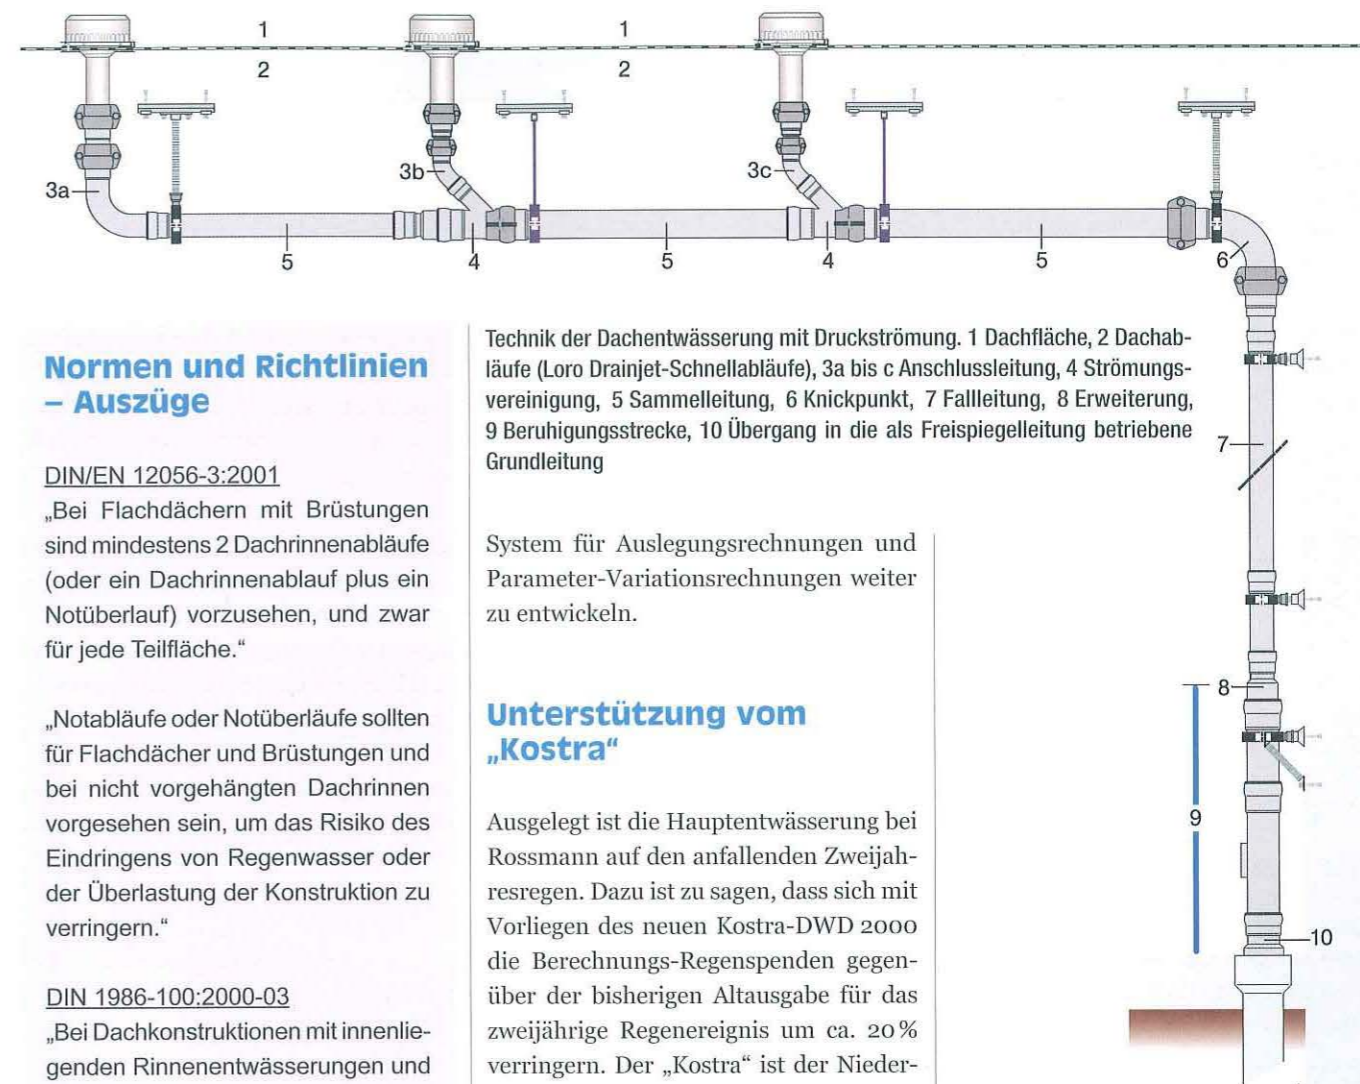 1
1
2
2
3a
3b
3c
5
4
5
4
5
6
Technik der Dachentwässerung mit Druckströmung. 1 Dachfläche, 2 Dachab-
läufe (Loro Drainjet-Schnellabläufe), 3a bis c Anschlussleitung, 4 Strömungs-
vereinigung, 5 Sammelleitung, 6 Knickpunkt, 7 Fallleitung, 8 Erweiterung,
9 Beruhigungsstrecke, 10 Übergang in die als Freispiegelleitung betriebene
Grundleitung
7
8
9
10
Normen und Richtlinien
– Auszüge
DIN/EN 12056-3:2001
„Bei Flachdächern mit Brüstungen
sind mindestens 2 Dachrinnenabläufe
(oder ein Dachrinnenablauf plus ein
Notüberlauf) vorzusehen, und zwar
für jede Teilfläche.“
„Notabläufe oder Notüberläufe sollten
für Flachdächer und Brüstungen und
bei nicht vorgehängten Dachrinnen
vorgesehen sein, um das Risiko des
Eindringens von Regenwasser oder
der Überlastung der Konstruktion zu
verringern.“
DIN 1986-100:2000-03
„Bei Dachkonstruktionen mit innenlie-
genden Rinnenentwässerungen und
System für Auslegungsrechnungen und
Parameter-Variationsrechnungen weiter
zu entwickeln.
Unterstützung vom
„Kostra“
Ausgelegt ist die Hauptentwässerung bei
Rossmann auf den anfallenden Zweijah-
resregen. Dazu ist zu sagen, dass sich mit
Vorliegen des neuen Kostra-DWD 2000
die Berechnungs-Regenspenden gegen-
über der bisherigen Altausgabe für das
zweijährige Regenereignis um ca. 20%
verringern. Der „Kostra“ ist der Nieder-